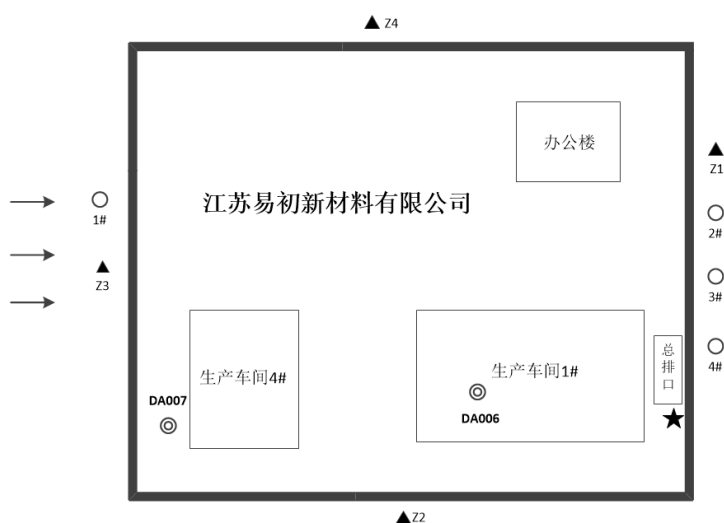 Z4
办公楼
Z1
江苏易初新材料有限公司
1#
2#
Z3
3#
生产车间4#
生产车间1#
总
排
口
4#
DA007
DA006
Z2